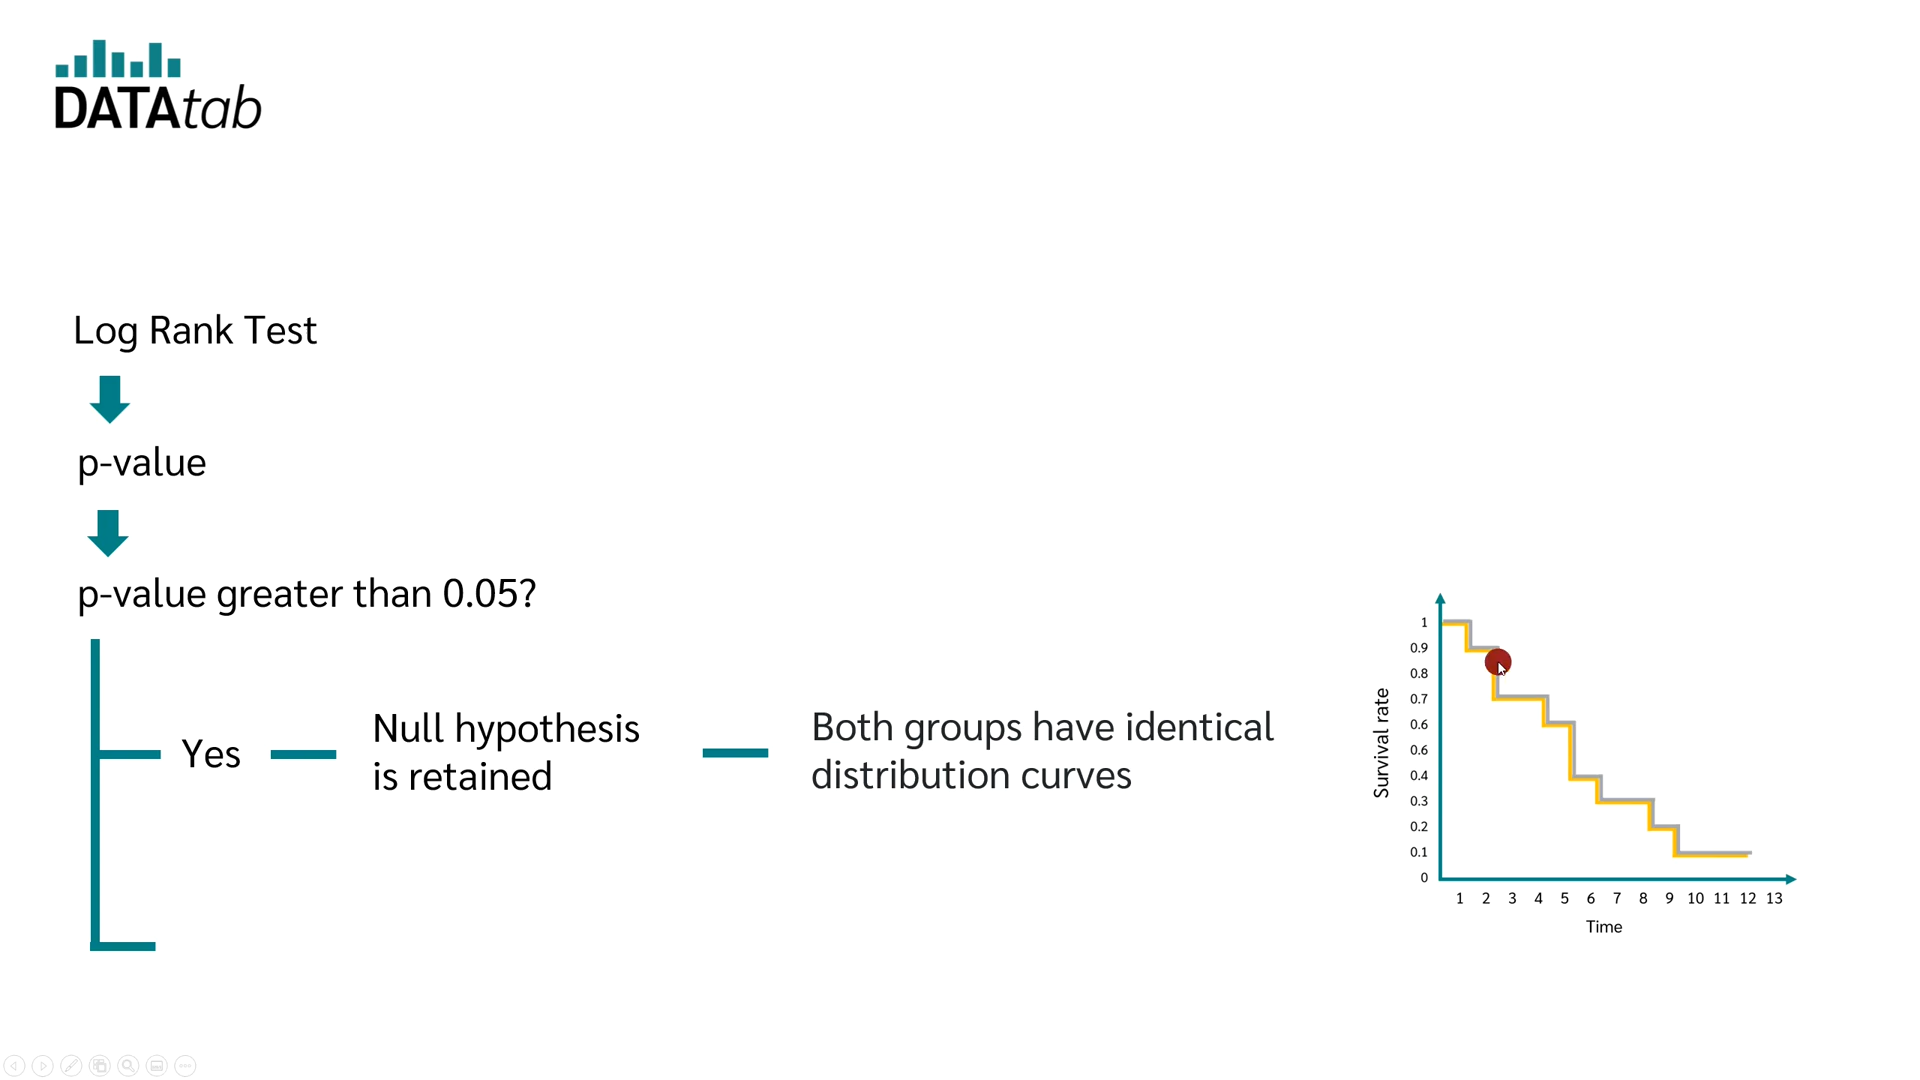 DATAtab
Log Rank Test
p-value
p-value greater than 0.05?
Yes
Null hypothesis
is retained
Both groups have identical
distribution curves
Survival rate
1
0.9
0.8
0.7
0.6
0.6
0.4
0.3
0.2
0.1
0
1 2 3 4 5 6 7 8 9 10 11 12 13
Time